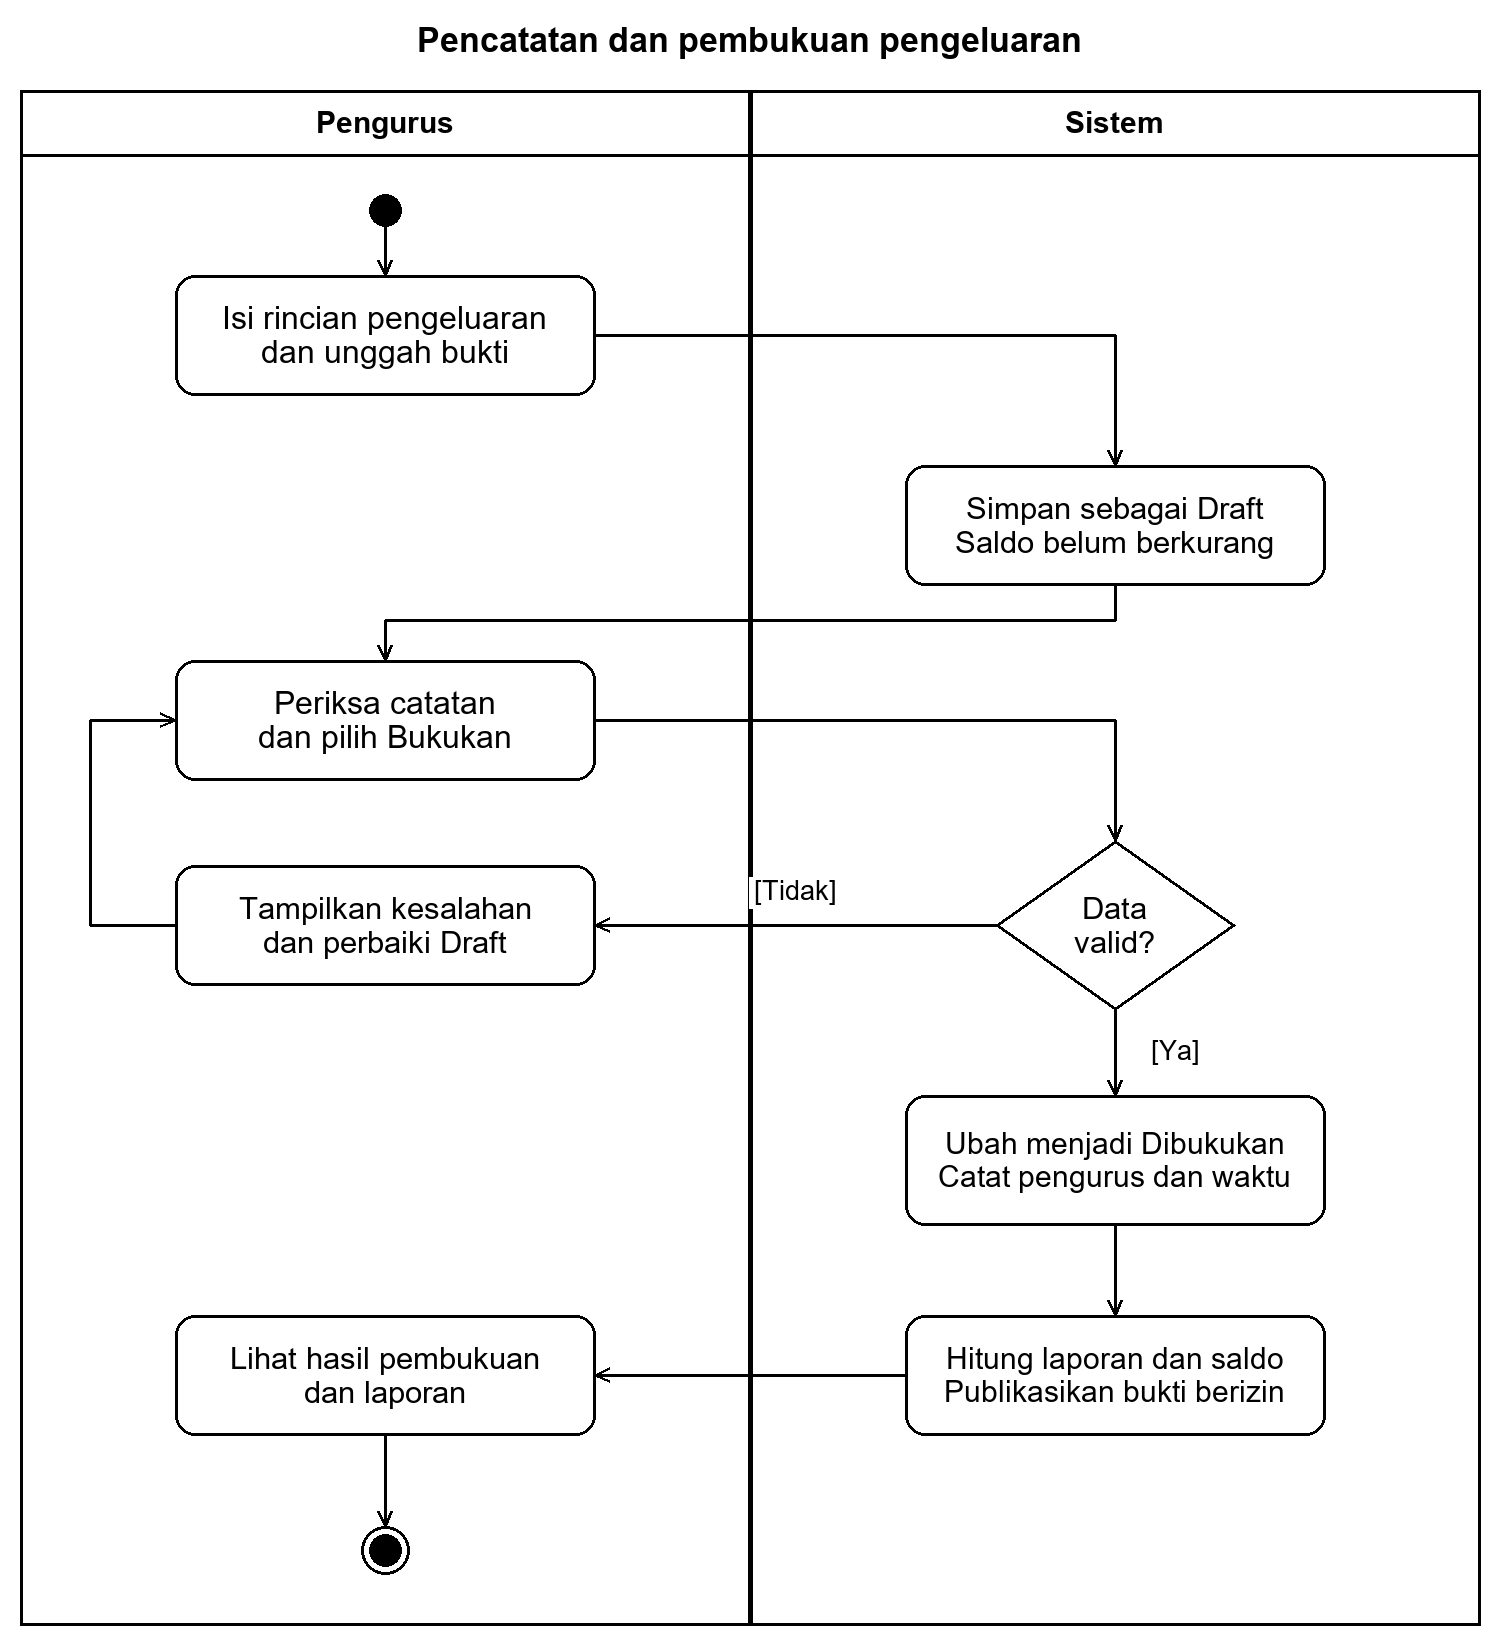 Pencatatan dan pembukuan pengeluaran
Pengurus
Sistem
Isi rincian pengeluaran
dan unggah bukti
Simpan sebagai Draft
Saldo belum berkurang
Periksa catatan
dan pilih Bukukan
Data
valid?
[Tidak]
Tampilkan kesalahan
dan perbaiki Draft
[Ya]
Ubah menjadi Dibukukan
Catat pengurus dan waktu
Hitung laporan dan saldo
Publikasikan bukti berizin
Lihat hasil pembukuan
dan laporan